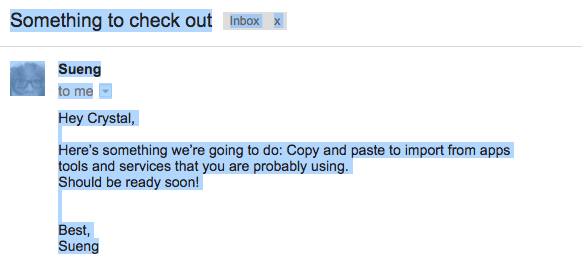 Something to check out Inbox x
Sueng
to me
Hey Crystal,
Here's something we're going to do: Copy and paste to import from apps
tools and services that you are probably using.
Should be ready soon!
Best,
Sueng